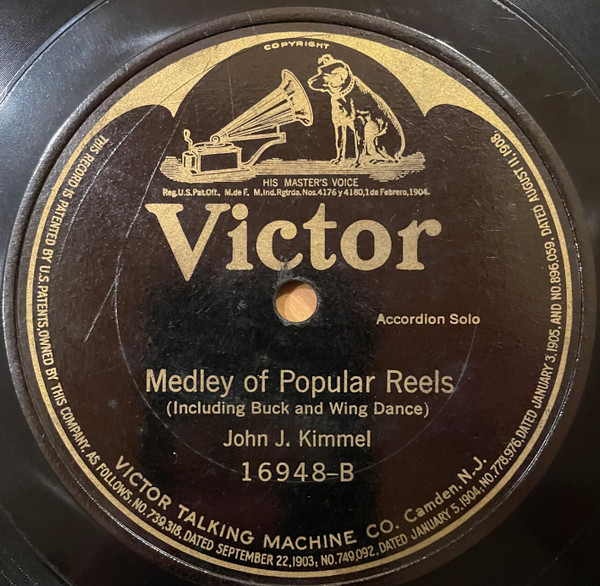 COPYRIGHT
HIS MASTER'S VOICE
Reg.U.S.Pat.Off., M.de F. M.Ind.Rgtrda.Nos.4176 y 4180,1 de Febrero,1904.
Victor
Accordion Solo
Medley of Popular Reels
(Including Buck and Wing Dance)
John J. Kimmel
16948-B
VICTOR TALKING MACHINE CO. Camden, N.J.
THIS RECORD IS PATENTED BY U.S. PATENTS, OWNED BY THIS COMPANY, AS FOLLOWS, NO.739,318, DATED SEPTEMBER 22,1903; NO.749,092, DATED JANUARY 5,1904; NO.778,976, DATED JANUARY 3,1905, AND NO.896,059, DATED AUGUST 11, 1908.